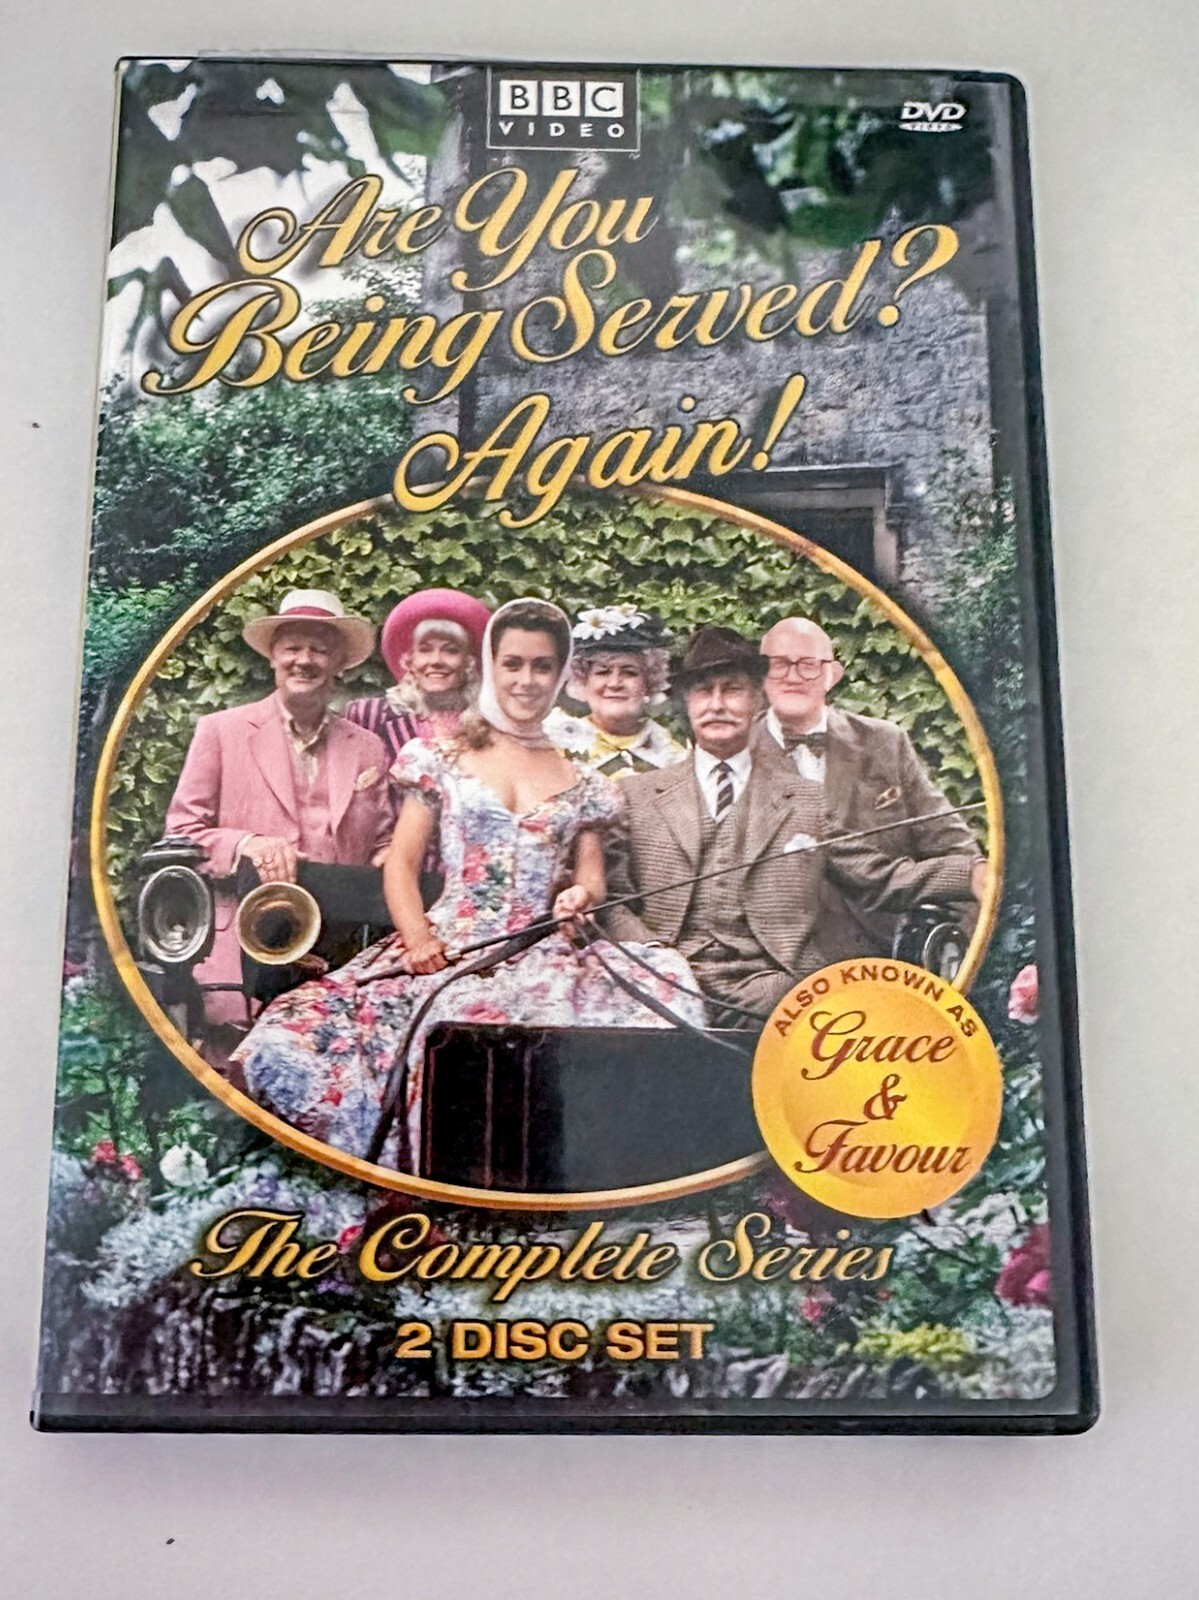 BBC
VIDEO
DVD
VIDEO
Are You
Being Served?
Again!
ALSO KNOWN AS
Grace
&
Favour
The Complete Series
2 DISC SET